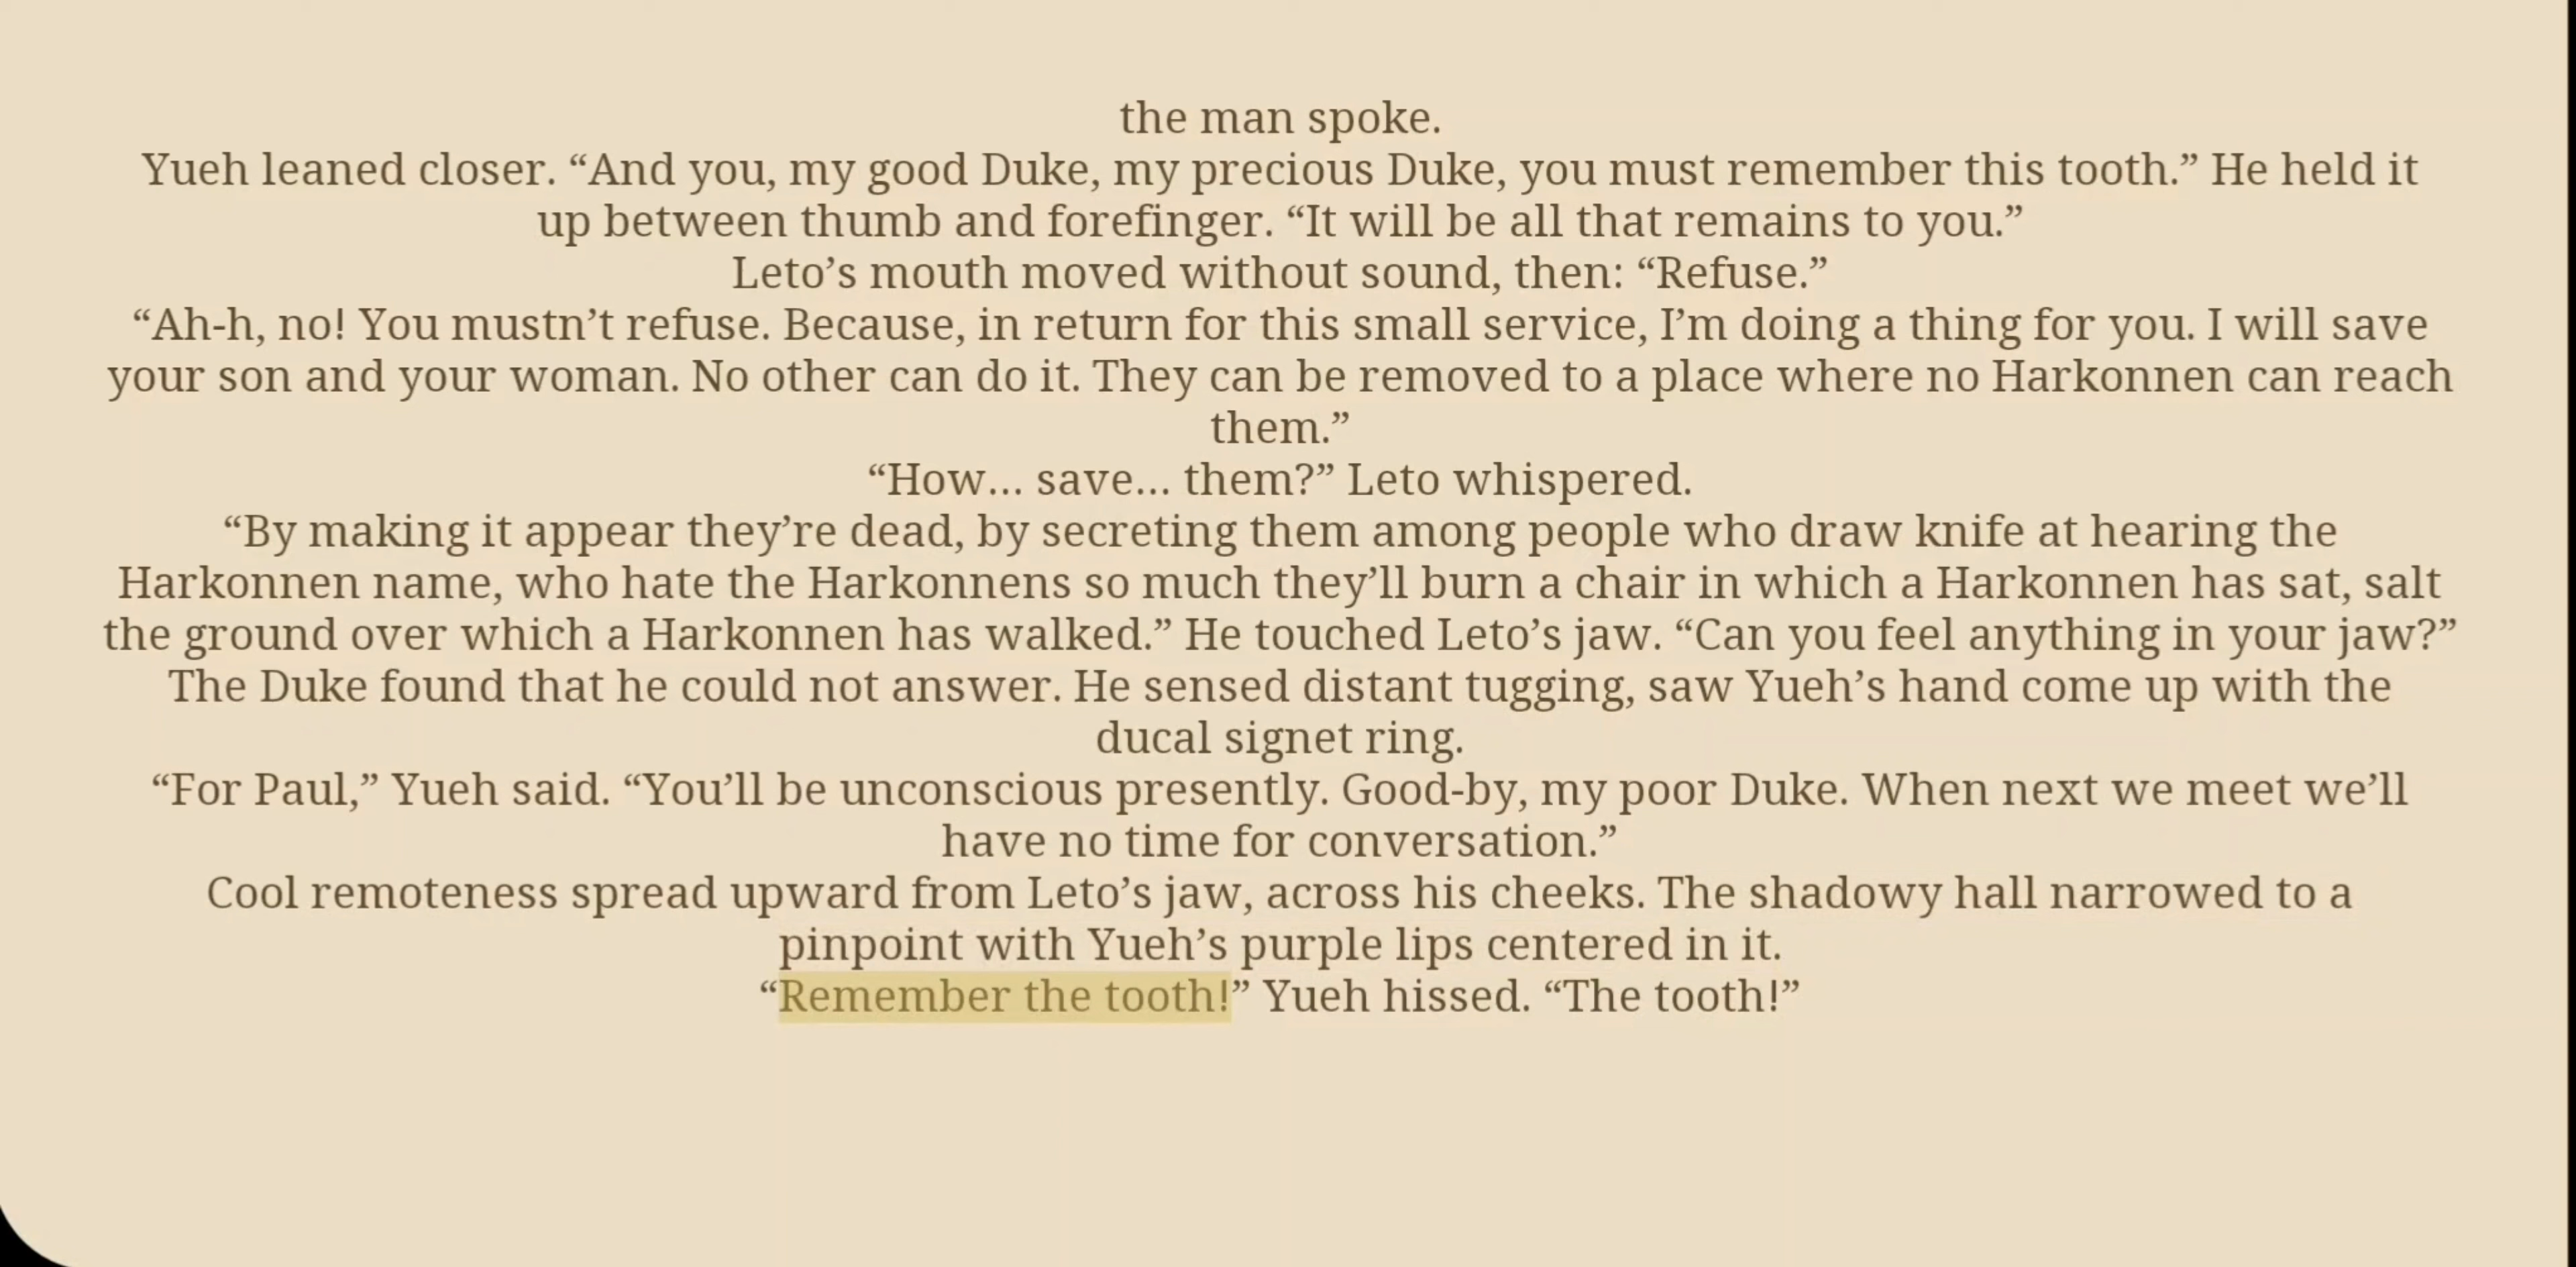 the man spoke.
Yueh leaned closer. “And you, my good Duke, my precious Duke, you must remember this tooth.” He held it
up between thumb and forefinger. “It will be all that remains to you.”
Leto’s mouth moved without sound, then: “Refuse.”
“Ah-h, no! You mustn’t refuse. Because, in return for this small service, I’m doing a thing for you. I will save
your son and your woman. No other can do it. They can be removed to a place where no Harkonnen can reach
them.”
“How… save… them?” Leto whispered.
“By making it appear they’re dead, by secreting them among people who draw knife at hearing the
Harkonnen name, who hate the Harkonnens so much they’ll burn a chair in which a Harkonnen has sat, salt
the ground over which a Harkonnen has walked.” He touched Leto’s jaw. “Can you feel anything in your jaw?”
The Duke found that he could not answer. He sensed distant tugging, saw Yueh’s hand come up with the
ducal signet ring.
“For Paul,” Yueh said. “You’ll be unconscious presently. Good-by, my poor Duke. When next we meet we’ll
have no time for conversation.”
Cool remoteness spread upward from Leto’s jaw, across his cheeks. The shadowy hall narrowed to a
pinpoint with Yueh’s purple lips centered in it.
“Remember the tooth!” Yueh hissed. “The tooth!”